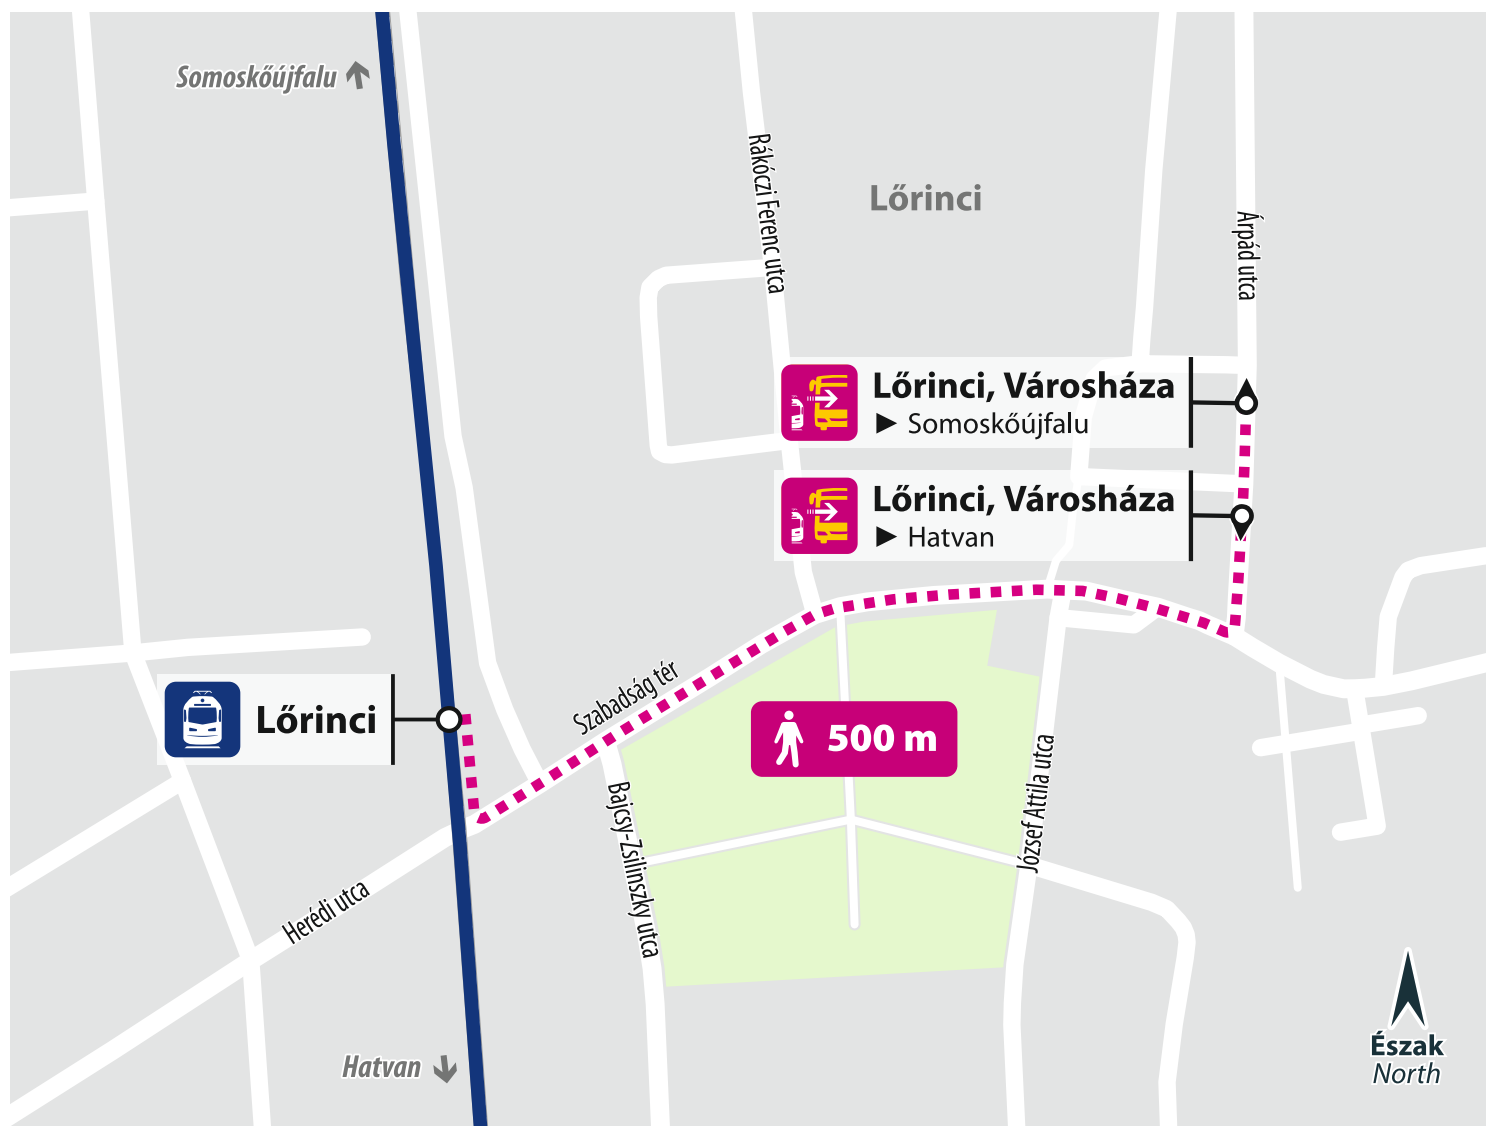 Somoskőújfalu
Rákóczi Ferenc utca
Lőrinci
Árpád utca
Lőrinci, Városháza
► Somoskőújfalu
Lőrinci, Városháza
► Hatvan
Szabadság tér
Lőrinci
500 m
József Attila utca
Bajcsy-Zsilinszky utca
Herédi utca
Hatvan
Észak
North